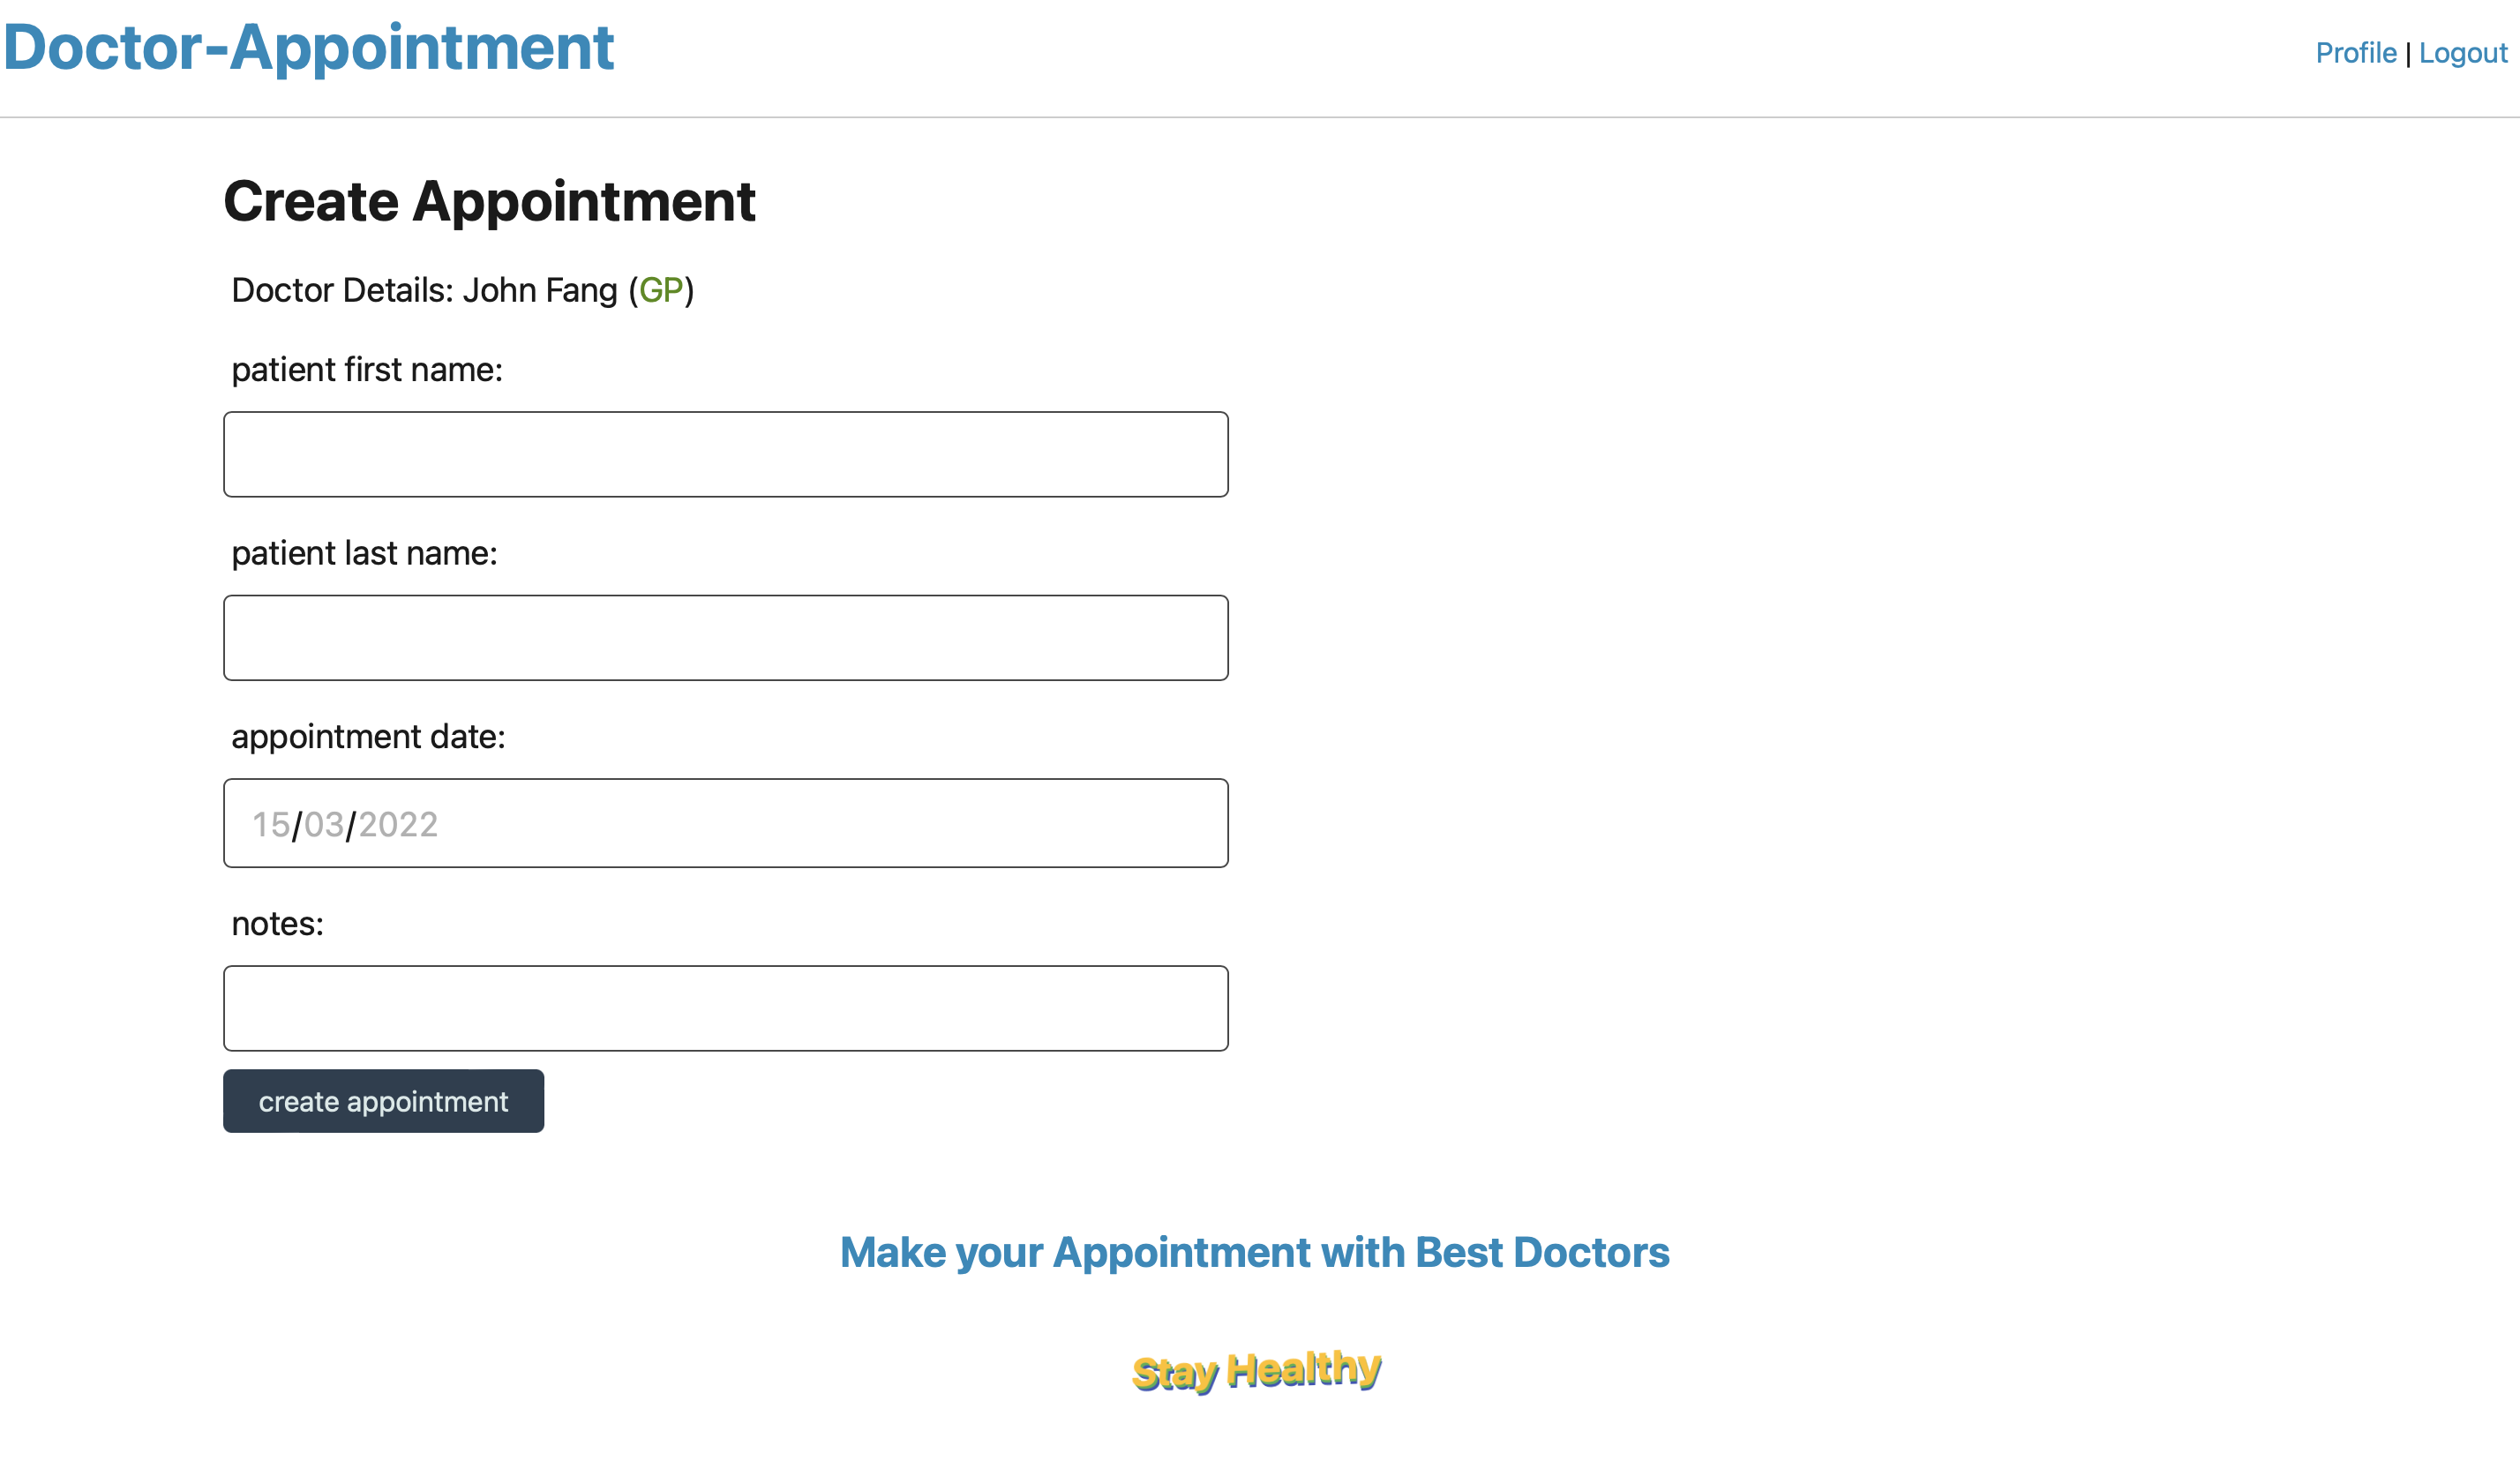 Doctor-Appointment
Profile | Logout
Create Appointment
Doctor Details: John Fang (GP)
patient first name:
patient last name:
appointment date:
15/03/2022
notes:
create appointment
Make your Appointment with Best Doctors
Stay Healthy